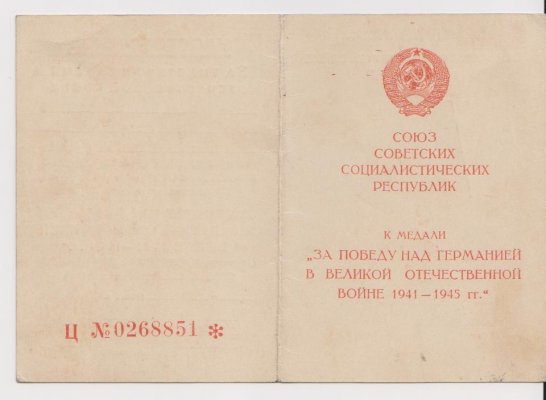 Ц №0268851 *
СОЮЗ
СОВЕТСКИХ
СОЦИАЛИСТИЧЕСКИХ
РЕСПУБЛИК
К МЕДАЛИ
„ЗА ПОБЕДУ НАД ГЕРМАНИЕЙ
В ВЕЛИКОЙ ОТЕЧЕСТВЕННОЙ
ВОЙНЕ 1941—1945 гг.“